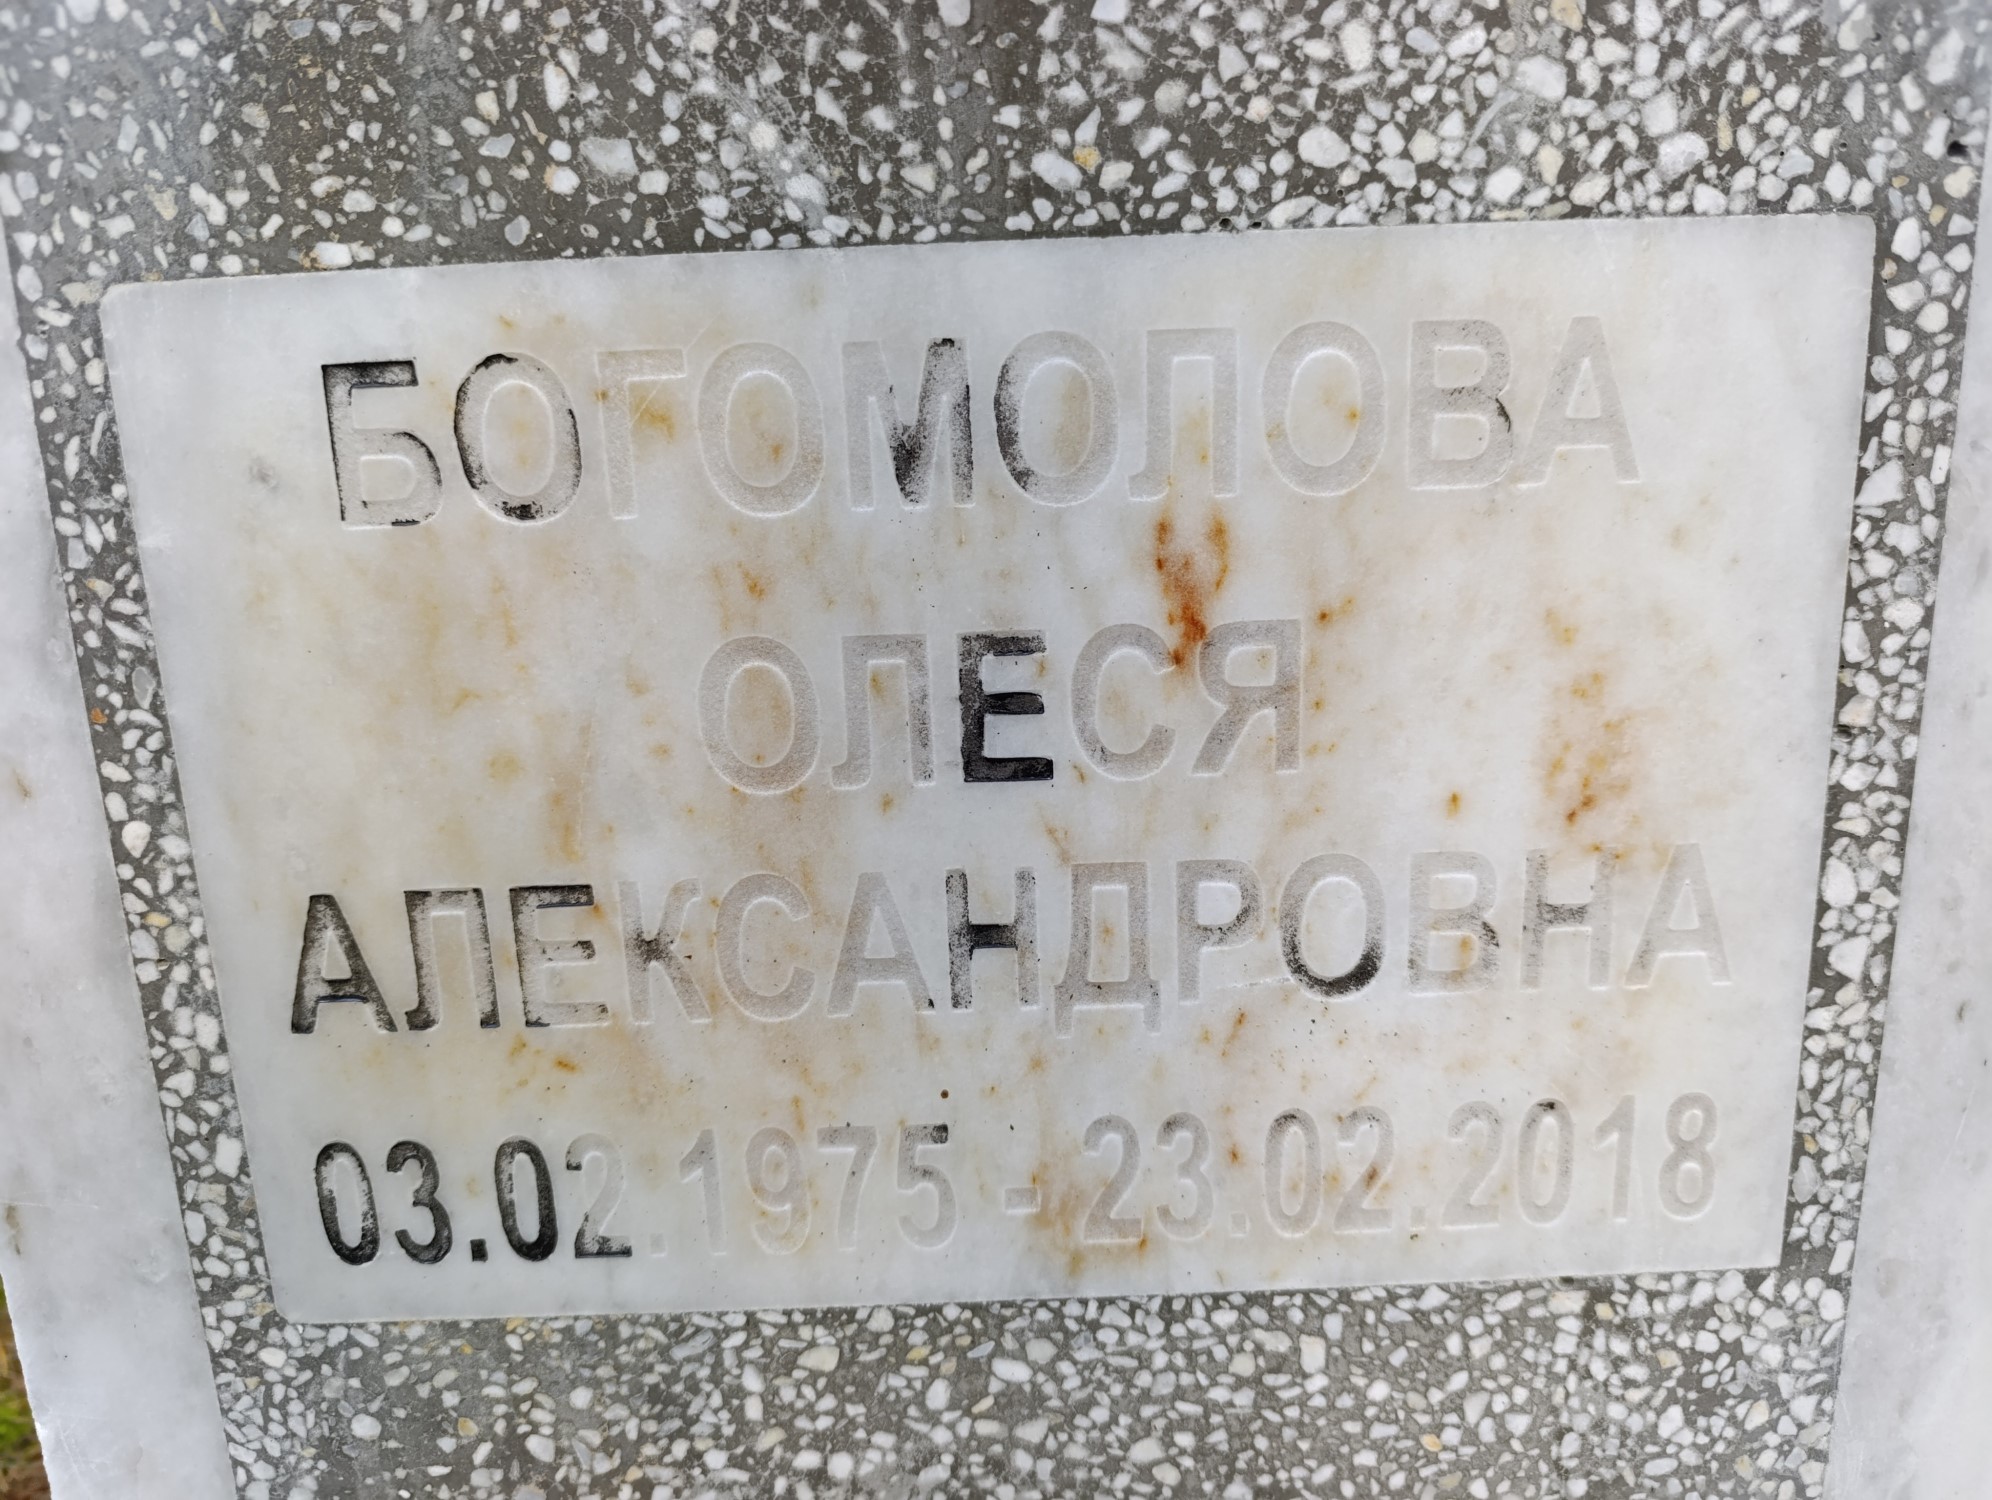 БОГОМОЛОВА
ОЛЕСЯ
АЛЕКСАНДРОВНА
03.02.1975 - 23.02.2018